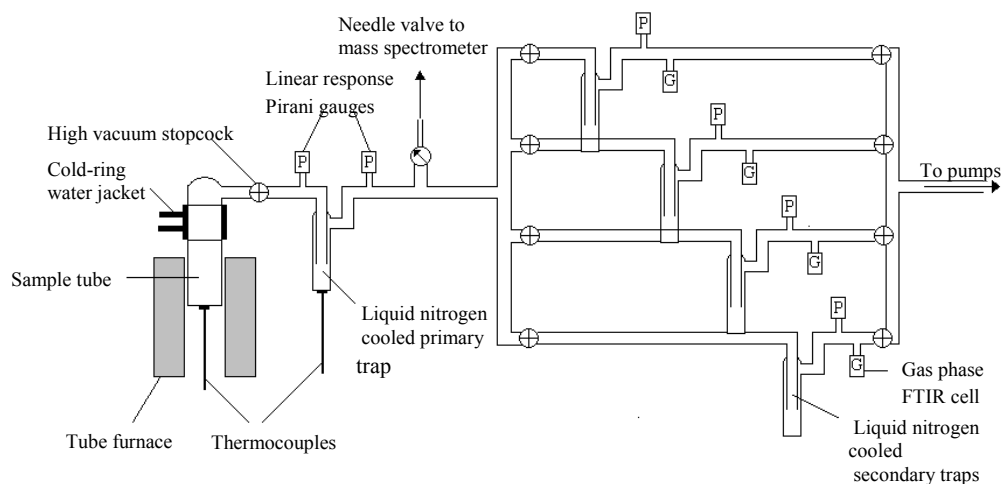 Needle valve to
mass spectrometer
Linear response
Pirani gauges
High vacuum stopcock
Cold-ring
water jacket
P
P
P
G
P
G
To pumps
P
G
Sample tube
Liquid nitrogen
cooled primary
trap
P
G
Gas phase
FTIR cell
Tube furnace
Thermocouples
Liquid nitrogen
cooled
secondary traps